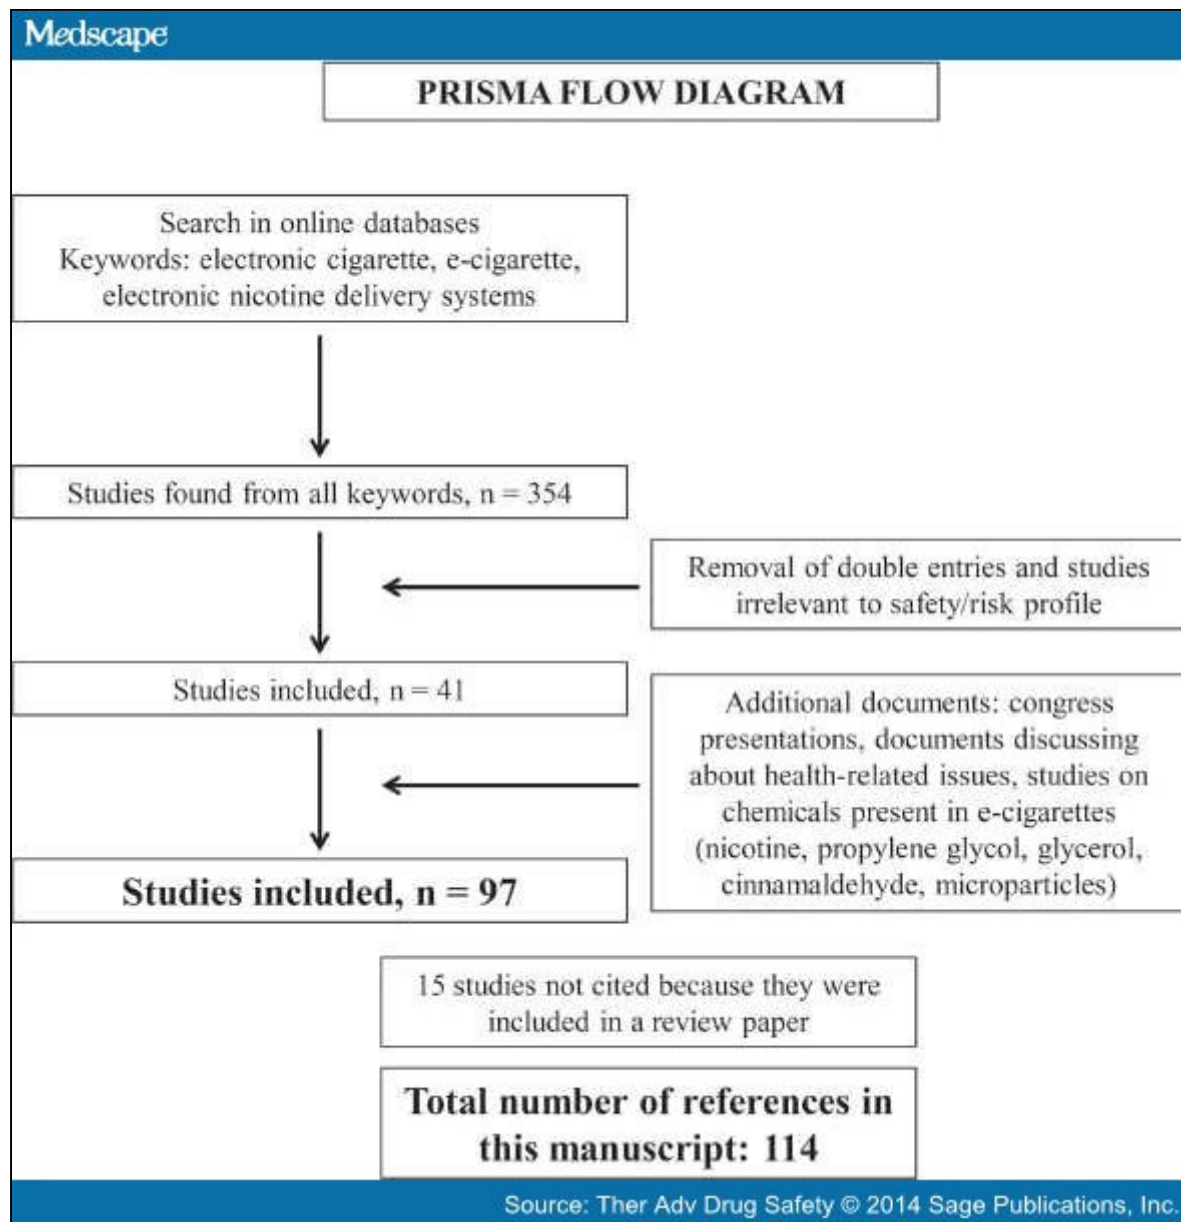 Medscape
PRISMA FLOW DIAGRAM
Search in online databases
Keywords: electronic cigarette, e-cigarette,
electronic nicotine delivery systems
Studies found from all keywords, n = 354
Removal of double entries and studies
irrelevant to safety/risk profile
Studies included, n = 41
Additional documents: congress
presentations, documents discussing
about health-related issues, studies on
chemicals present in e-cigarettes
(nicotine, propylene glycol, glycerol,
cinnamaldehyde, microparticles)
Studies included, n = 97
15 studies not cited because they were
included in a review paper
Total number of references in
this manuscript: 114
Source: Ther Adv Drug Safety © 2014 Sage Publications, Inc.